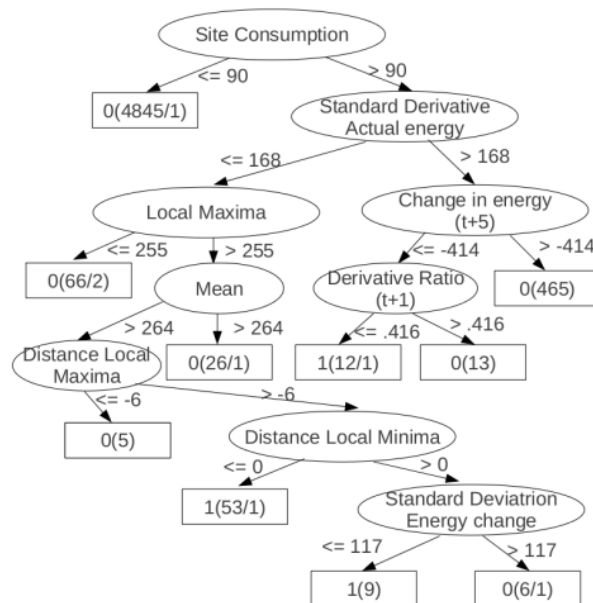 Site Consumption
<= 90
> 90
0(4845/1)
Standard Derivative
Actual energy
<= 168
> 168
Local Maxima
Change in energy
(t+5)
<= 255
> 255
<= -414
> -414
0(66/2)
Mean
Derivative Ratio
(t+1)
0(465)
> 264
> 264
<= .416
> .416
Distance Local
Maxima
0(26/1)
1(12/1)
0(13)
<= -6
> -6
0(5)
Distance Local Minima
<= 0
> 0
1(53/1)
Standard Deviatrion
Energy change
<= 117
> 117
1(9)
0(6/1)